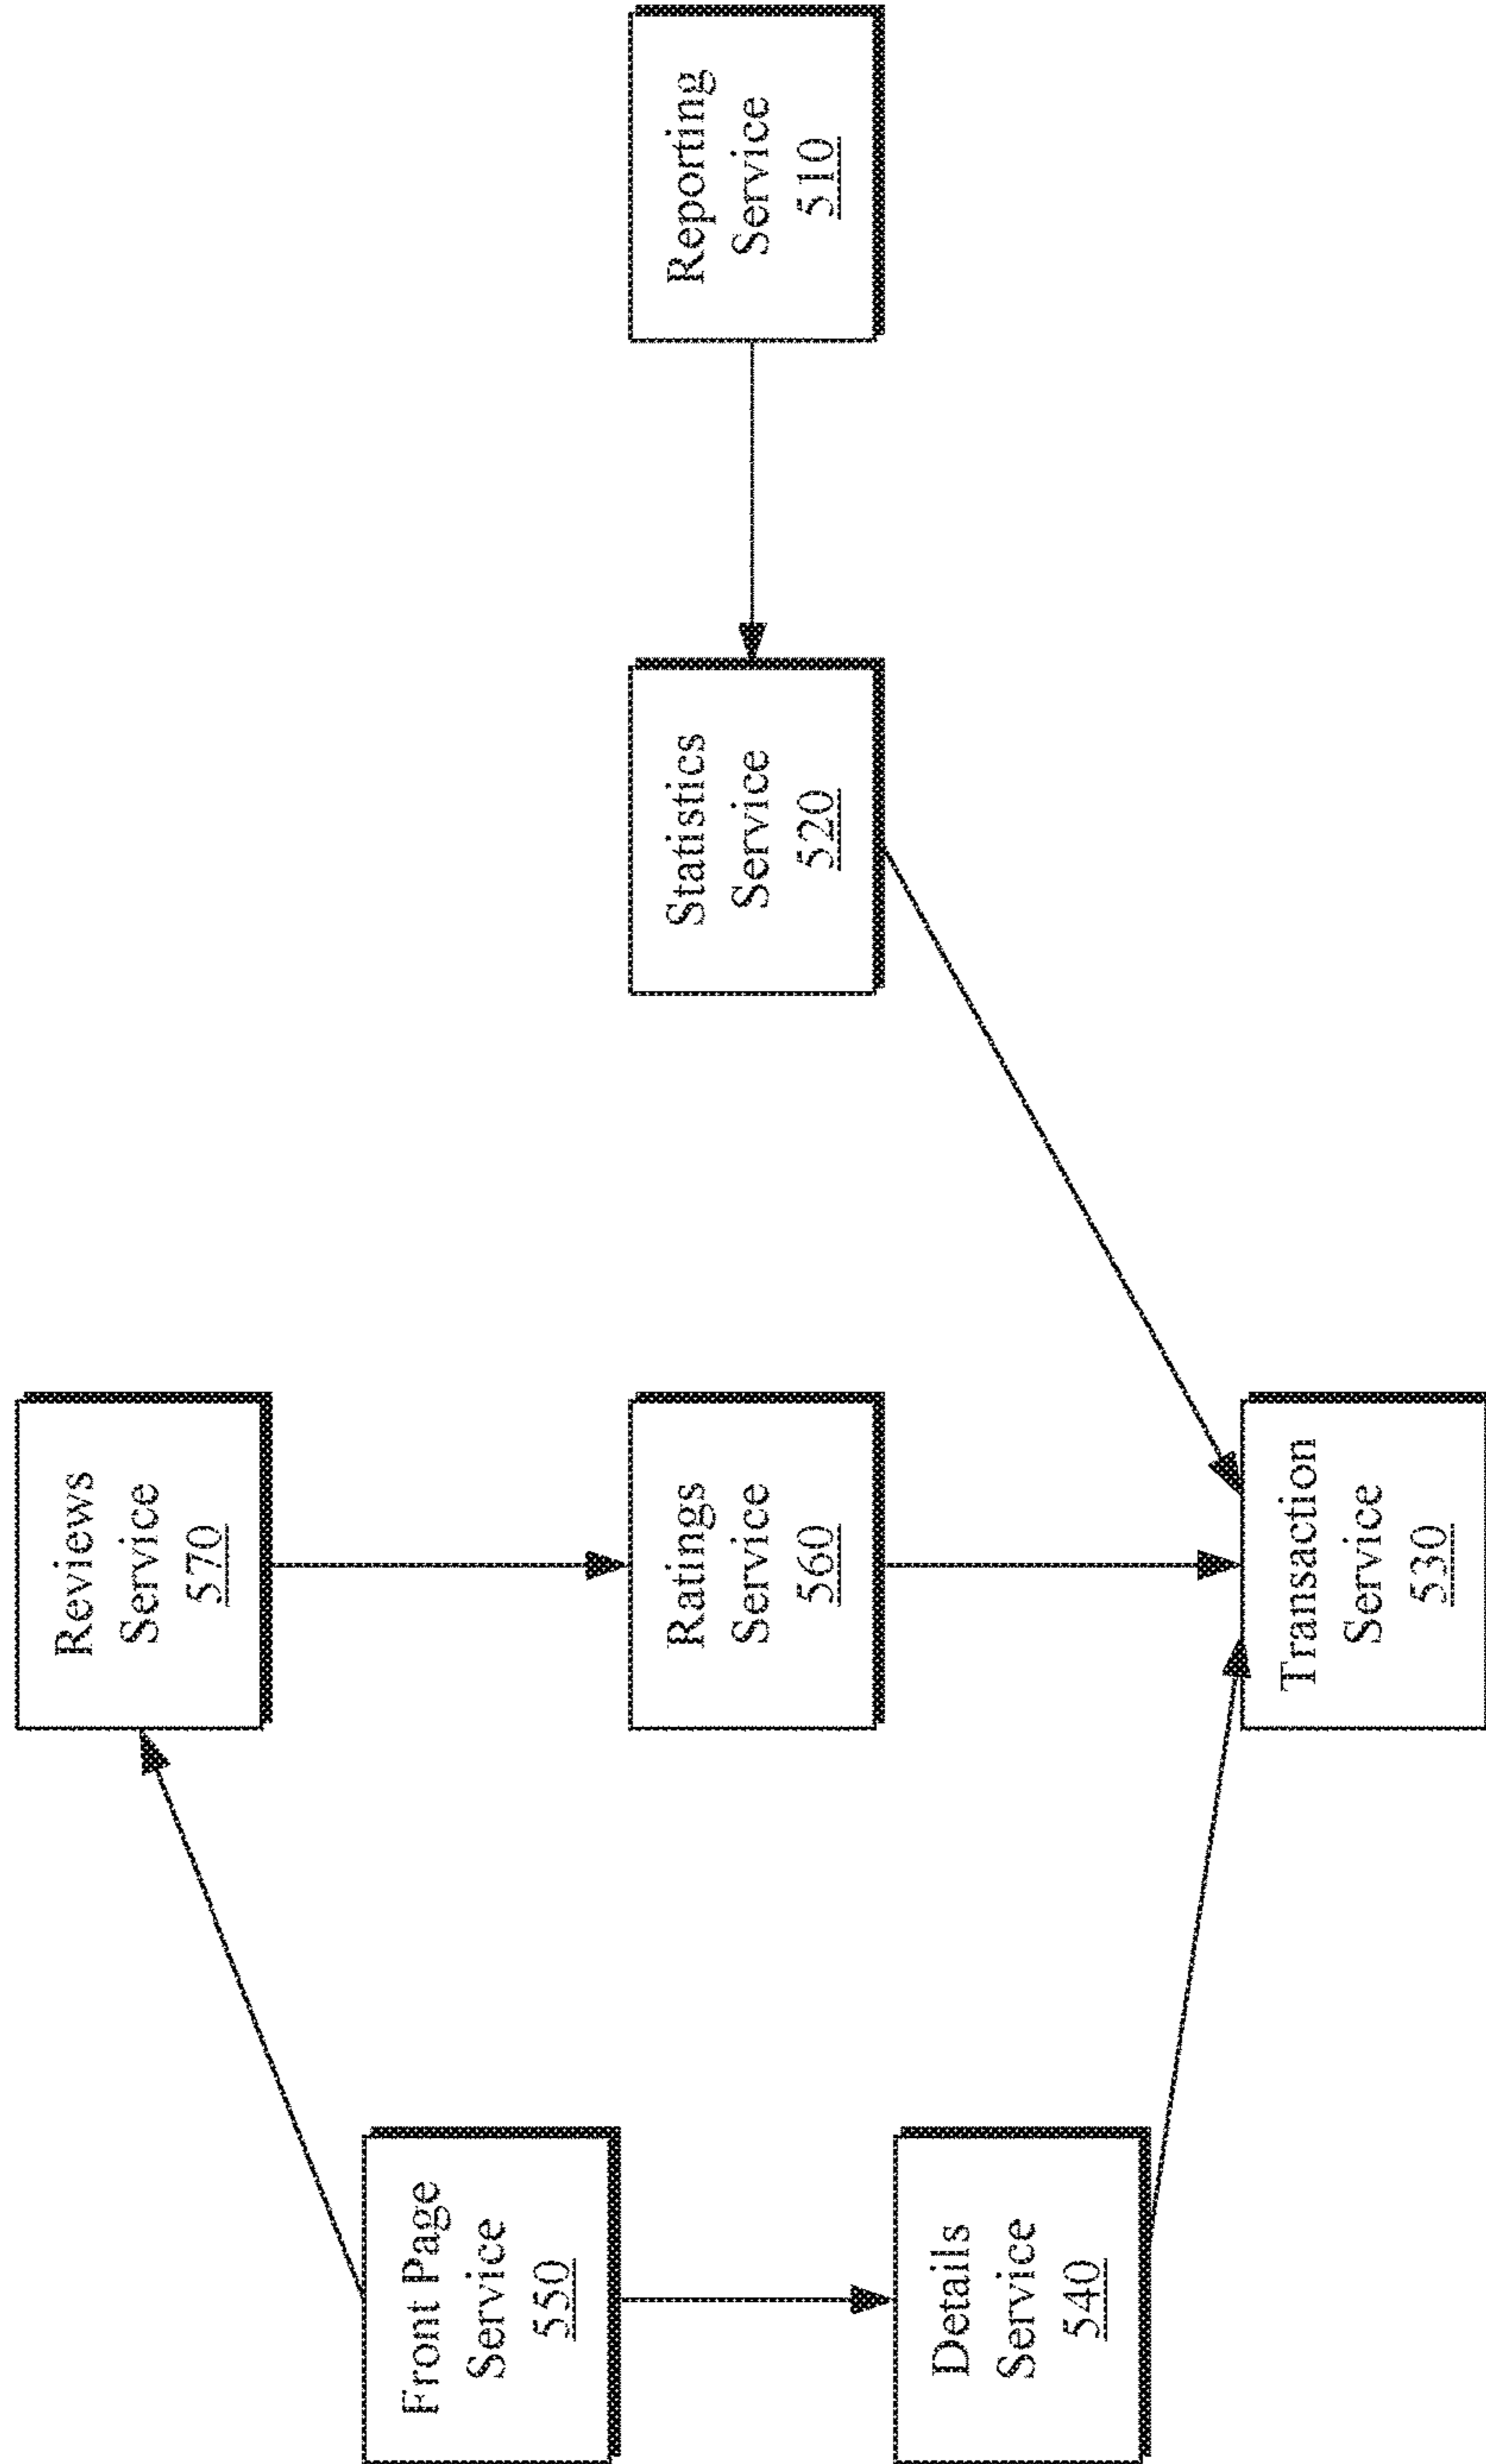 Reviews
Service
570
Front Page
Service
550
Ratings
Service
560
Statistics
Service
520
Reporting
Service
510
Details
Service
540
Transaction
Service
530